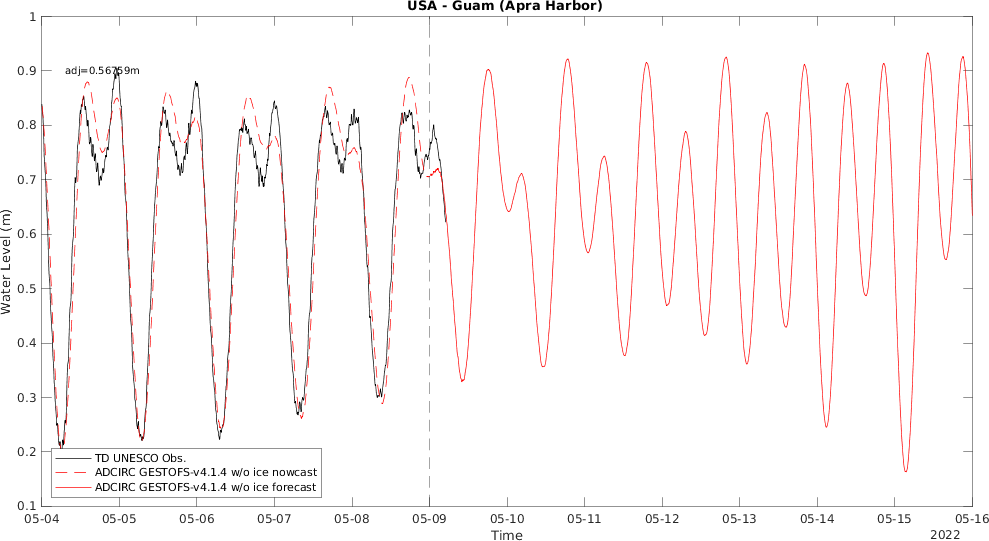 USA - Guam (Apra Harbor)
adj=0.56759m
Water Level (m)
1
0.9
0.8
0.7
0.6
0.5
0.4
0.3
0.2
0.1
TD UNESCO Obs.
ADCIRC GESTOFS-v4.1.4 w/o ice nowcast
ADCIRC GESTOFS-v4.1.4 w/o ice forecast
05-04 05-05 05-06 05-07 05-08 05-09 05-10 05-11 05-12 05-13 05-14 05-15 05-16
Time
2022